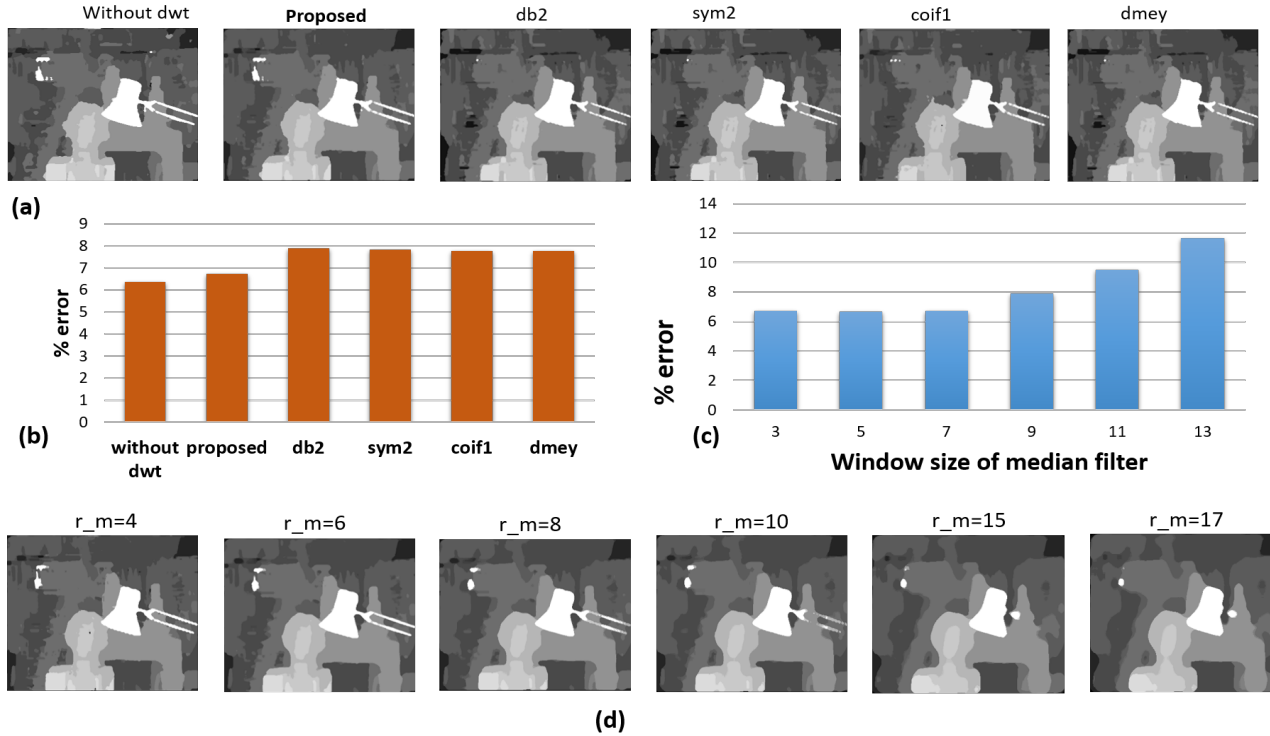 Without dwt
Proposed
db2
sym2
coif1
dmey
(a)
9
8
7
6
5
4
3
2
1
0
% error
without dwt
proposed
db2
sym2
coif1
dmey
(b)
14
12
10
8
6
4
2
0
% error
3
5
7
9
11
13
(c)
Window size of median filter
r_m=4
r_m=6
r_m=8
r_m=10
r_m=15
r_m=17
(d)